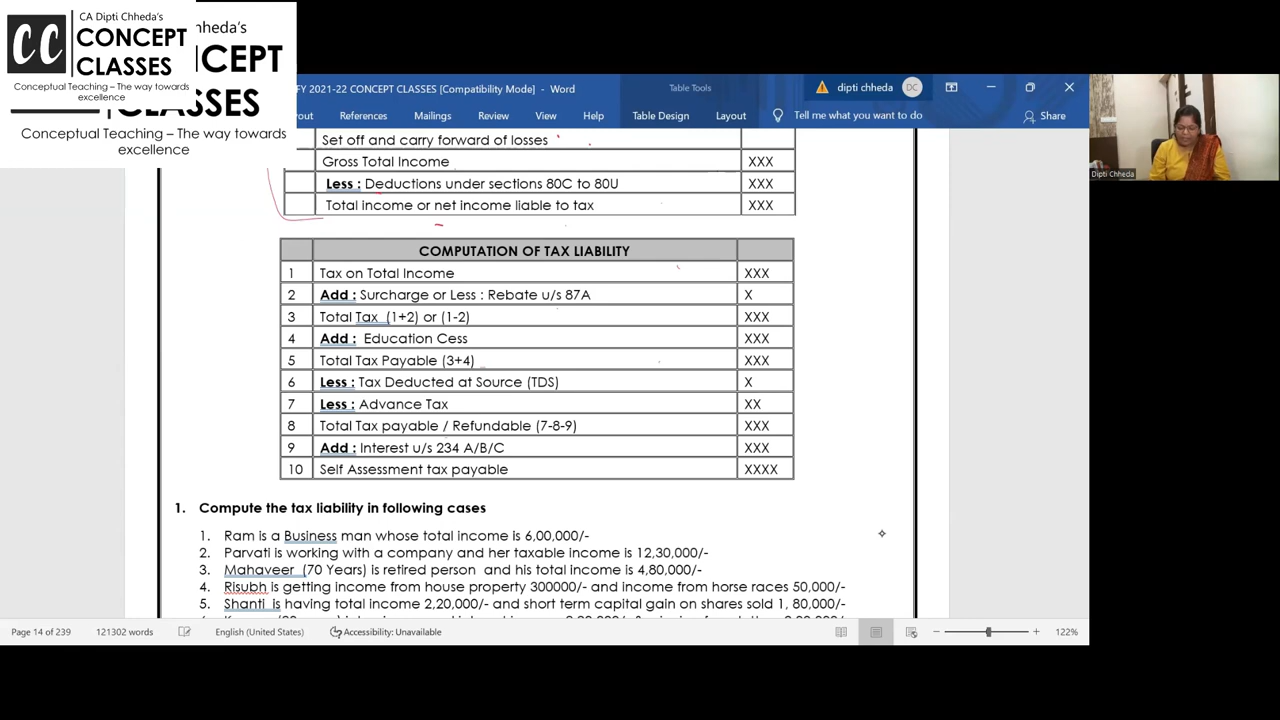 CA Dipti Chheda's
CONCEPT
CLASSES
Conceptual Teaching – The way towards
excellence
hheda's
NCEPT
CLASSES
Conceptual Teaching – The way towards
excellence
FY 2021-22 CONCEPT CLASSES [Compatibility Mode] - Word
Table Tools
dipti chheda
DC
out
References
Mailings
Review
View
Help
Table Design
Layout
Tell me what you want to do
Share
Set off and carry forward of losses
Gross Total Income XXX
Less : Deductions under sections 80C to 80U XXX
Total income or net income liable to tax XXX
COMPUTATION OF TAX LIABILITY
1 Tax on Total Income XXX
2 Add : Surcharge or Less : Rebate u/s 87A X
3 Total Tax (1+2) or (1-2) XXX
4 Add : Education Cess XXX
5 Total Tax Payable (3+4) XXX
6 Less : Tax Deducted at Source (TDS) X
7 Less : Advance Tax XX
8 Total Tax payable / Refundable (7-8-9) XXX
9 Add : Interest u/s 234 A/B/C XXX
10 Self Assessment tax payable XXXX
1. Compute the tax liability in following cases
1. Ram is a Business man whose total income is 6,00,000/-
2. Parvati is working with a company and her taxable income is 12,30,000/-
3. Mahaveer (70 Years) is retired person and his total income is 4,80,000/-
4. Risubh is getting income from house property 300000/- and income from horse races 50,000/-
5. Shanti is having total income 2,20,000/- and short term capital gain on shares sold 1, 80,000/-
Page 14 of 239
121302 words
English (United States)
Accessibility: Unavailable
122%
Dipti Chheda